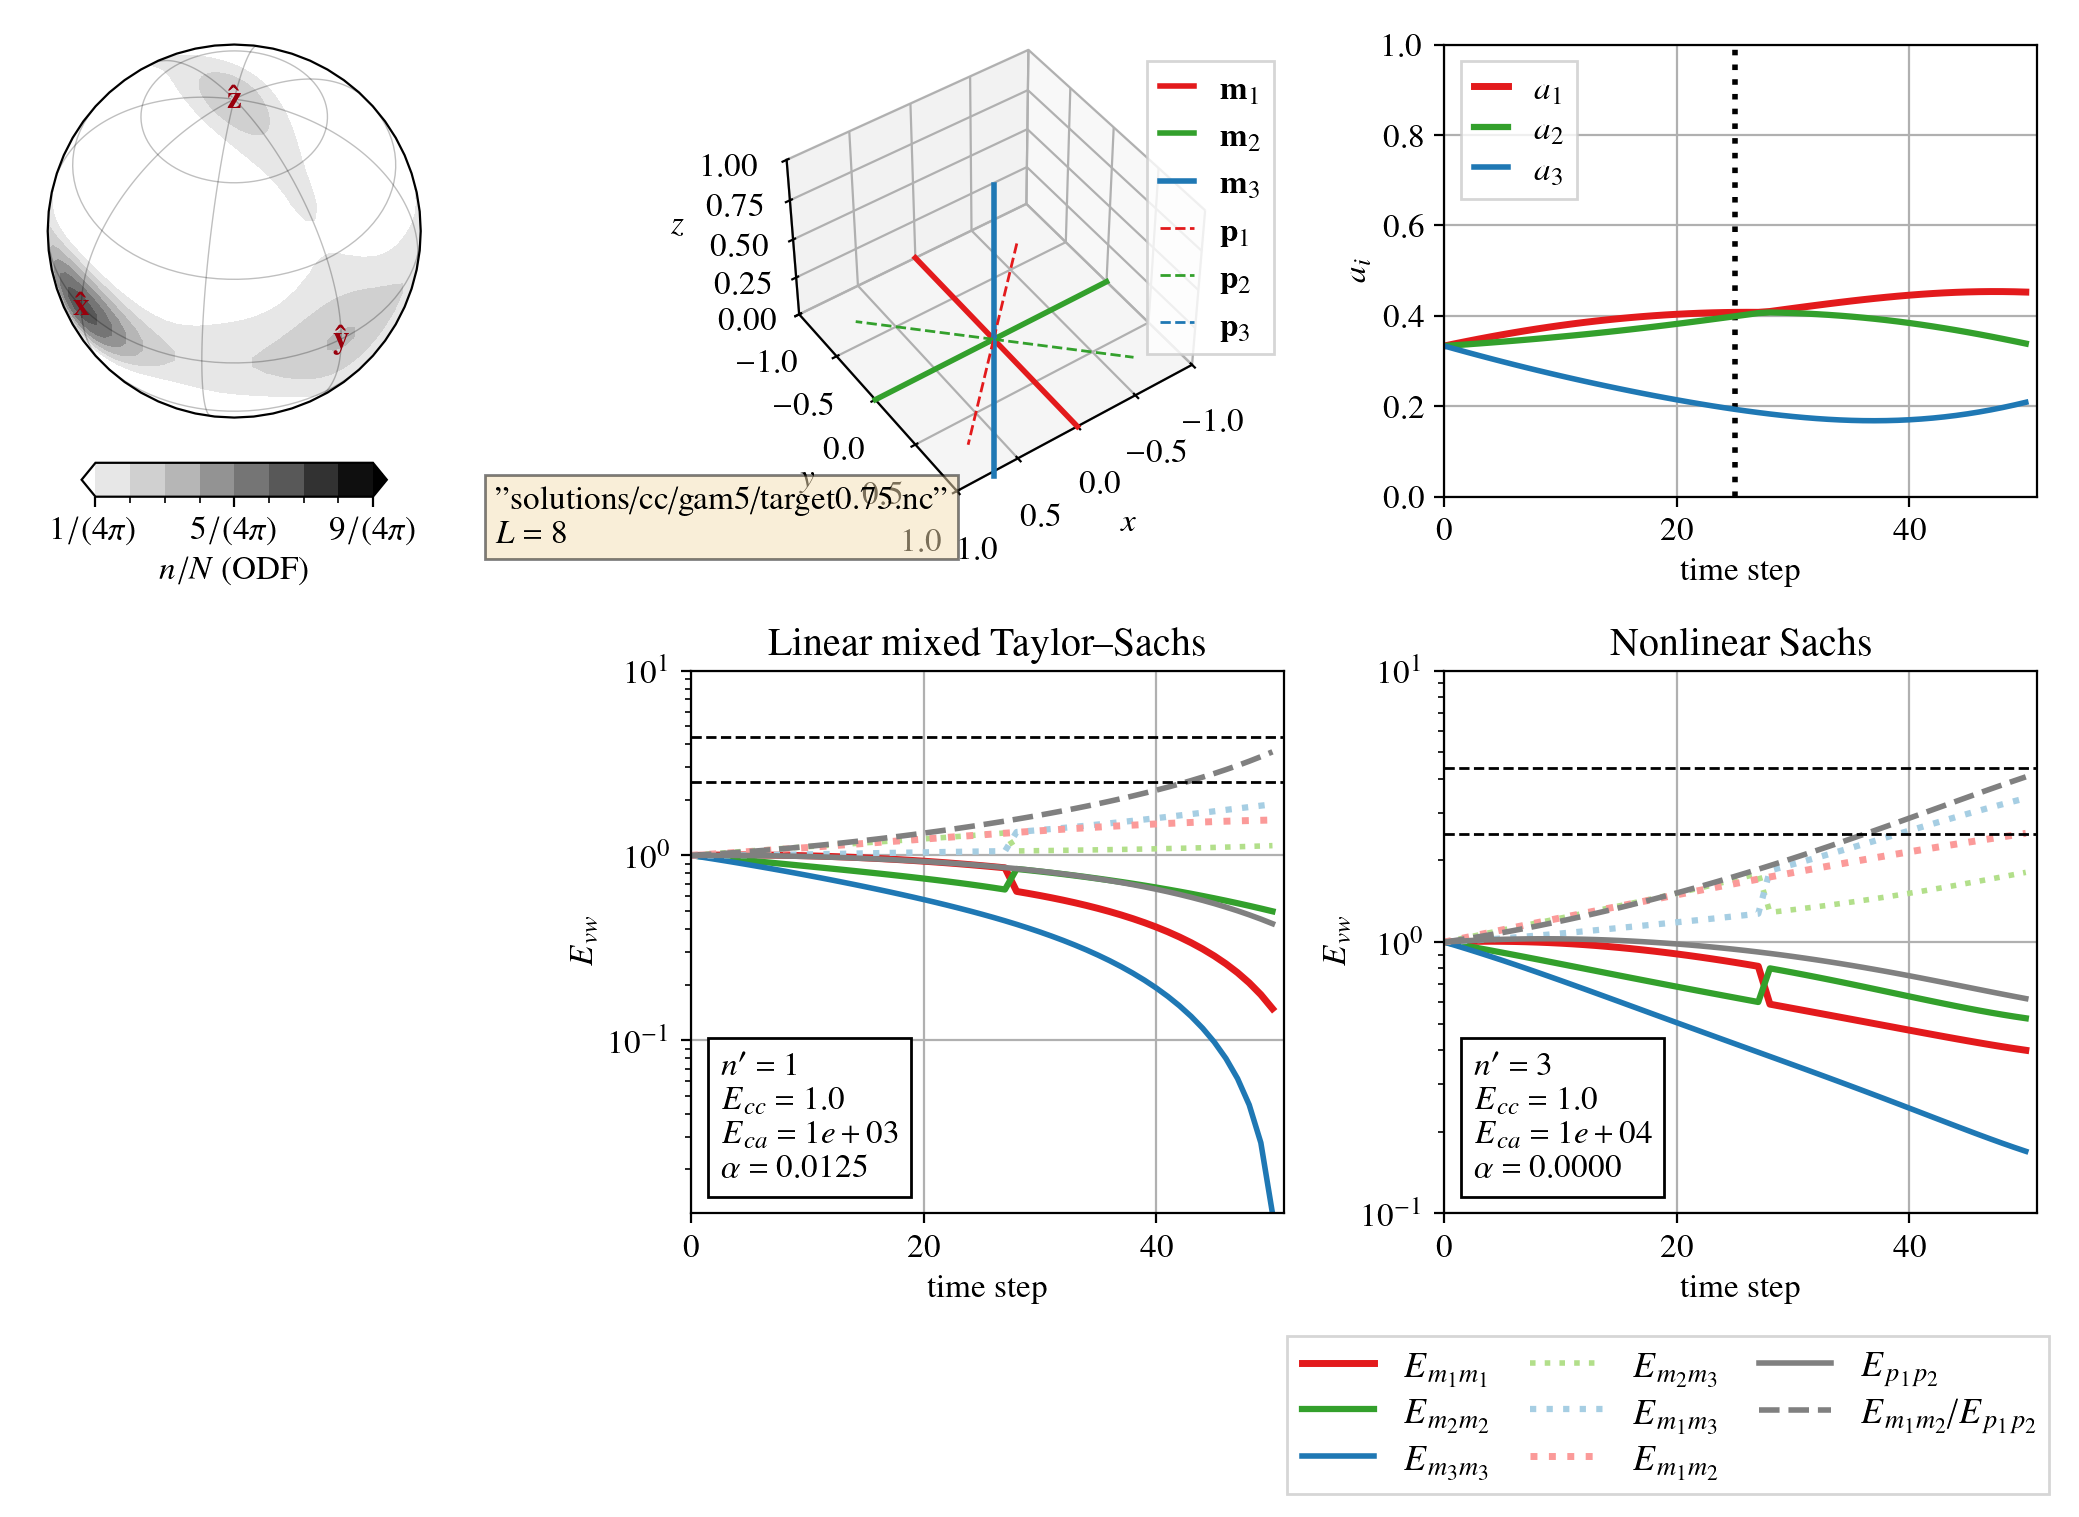 ẑ
x̂
ŷ
1/(4π) 5/(4π) 9/(4π)
n/N (ODF)
1.00
0.75
0.50
0.25
0.00
z
−1.0
−0.5
0.0
0.5
1.0
y
−1.0
−0.5
0.0
0.5
1.0
x
m1
m2
m3
p1
p2
p3
"solutions/cc/gam5/target0.75.nc"
L = 8
1.0
0.8
0.6
0.4
0.2
0.0
ai
a1
a2
a3
0 20 40
time step
Linear mixed Taylor–Sachs
10^1
10^0
10^−1
Evw
n′ = 1
Ecc = 1.0
Eca = 1e+03
α = 0.0125
0 20 40
time step
Nonlinear Sachs
10^1
10^0
10^−1
Evw
n′ = 3
Ecc = 1.0
Eca = 1e+04
α = 0.0000
0 20 40
time step
Em1m1
Em2m2
Em3m3
Em2m3
Em1m3
Em1m2
Ep1p2
Em1m2/Ep1p2